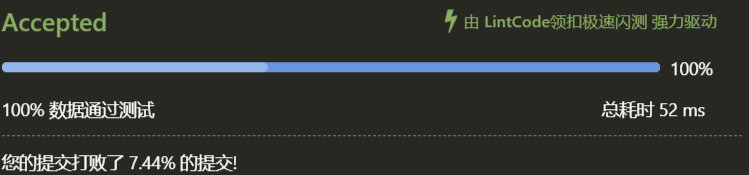 Accepted
由 LintCode领扣极速闪测 强力驱动
100%
100% 数据通过测试
总耗时 52 ms
您的提交打败了 7.44% 的提交!